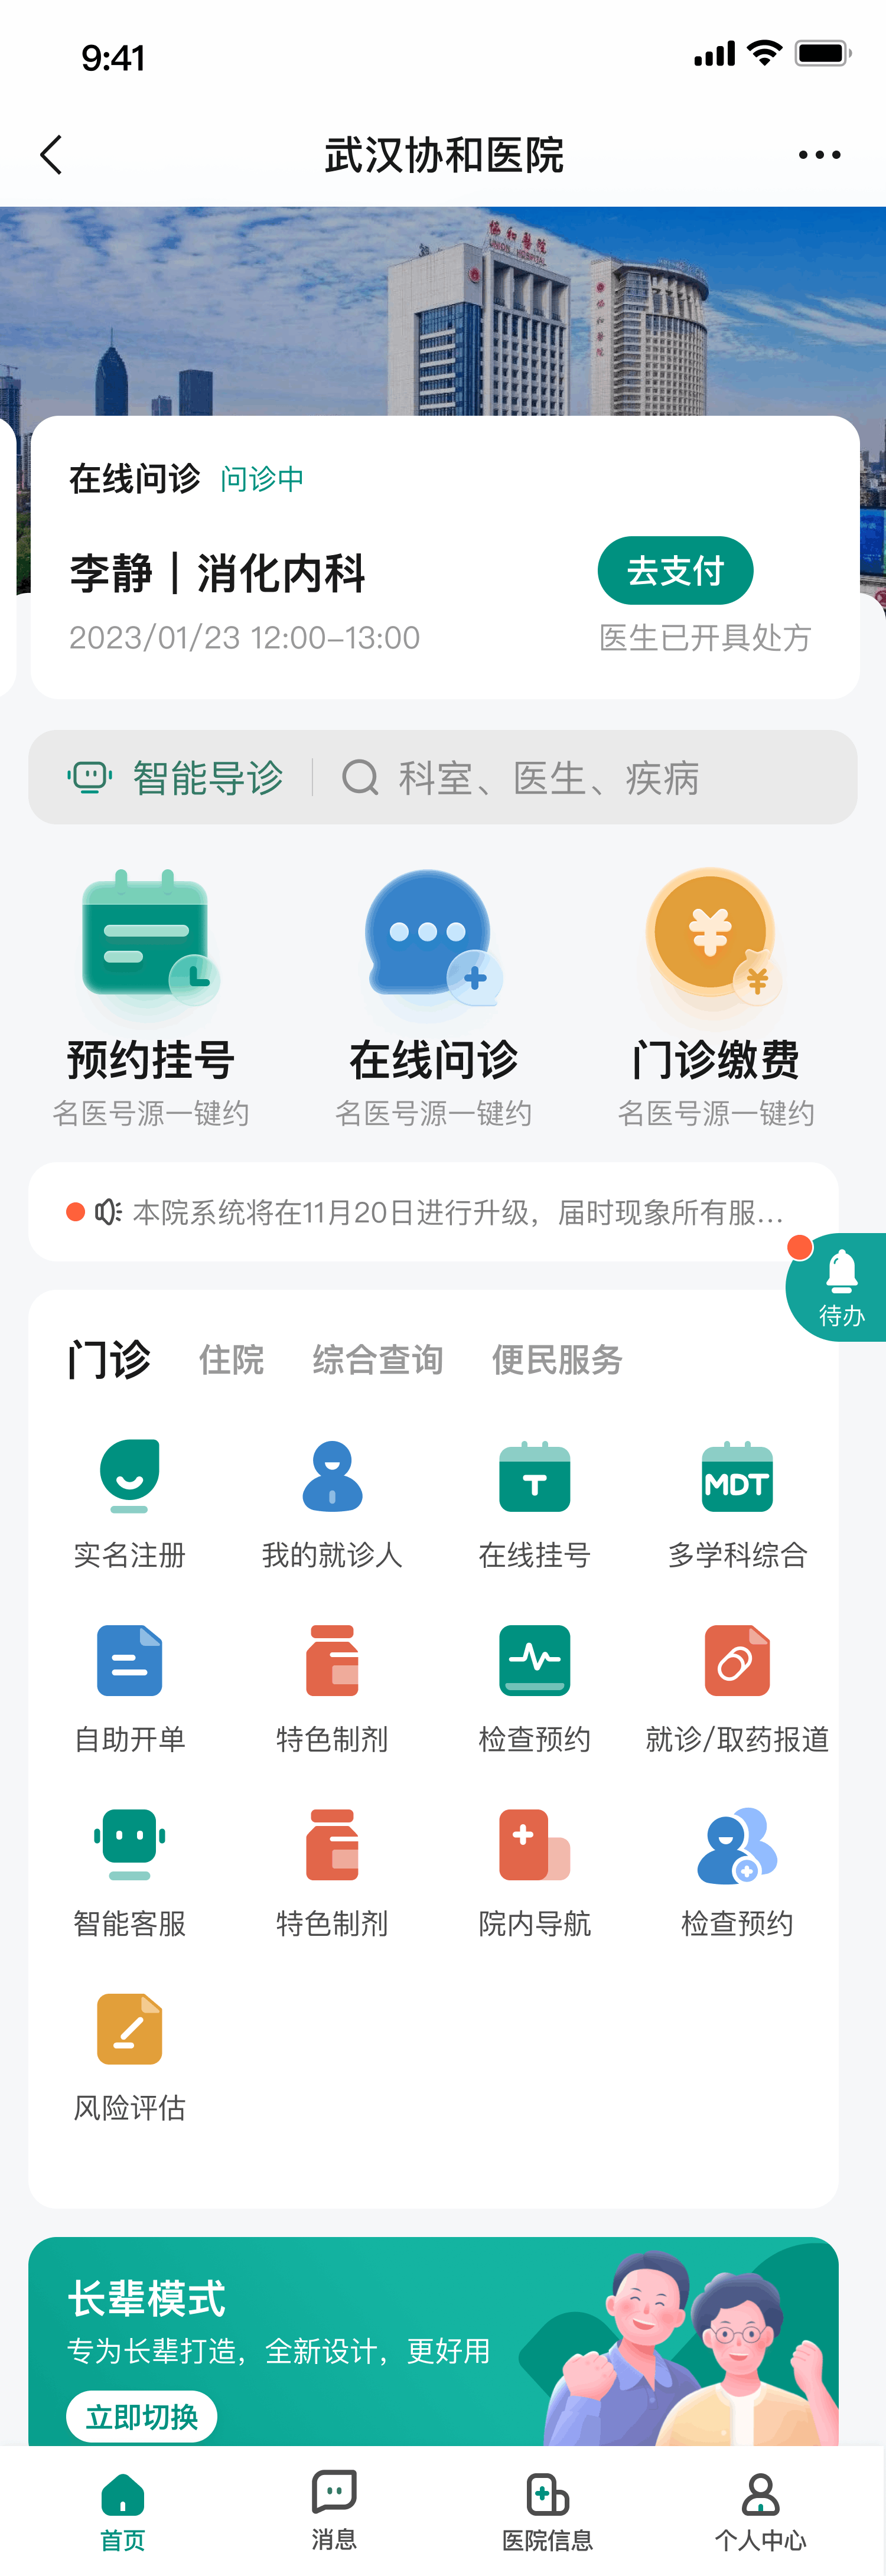 9:41
武汉协和医院
協和醫院
UNION HOSPITAL
協和醫院
在线问诊 问诊中
李静 | 消化内科 去支付
2023/01/23 12:00-13:00 医生已开具处方
智能导诊 科室、医生、疾病
预约挂号 在线问诊 门诊缴费
名医号源一键约 名医号源一键约 名医号源一键约
本院系统将在11月20日进行升级，届时现象所有服...
待办
门诊 住院 综合查询 便民服务
T MDT
实名注册 我的就诊人 在线挂号 多学科综合
自助开单 特色制剂 检查预约 就诊/取药报道
智能客服 特色制剂 院内导航 检查预约
风险评估
长辈模式
专为长辈打造，全新设计，更好用
立即切换
首页 消息 医院信息 个人中心